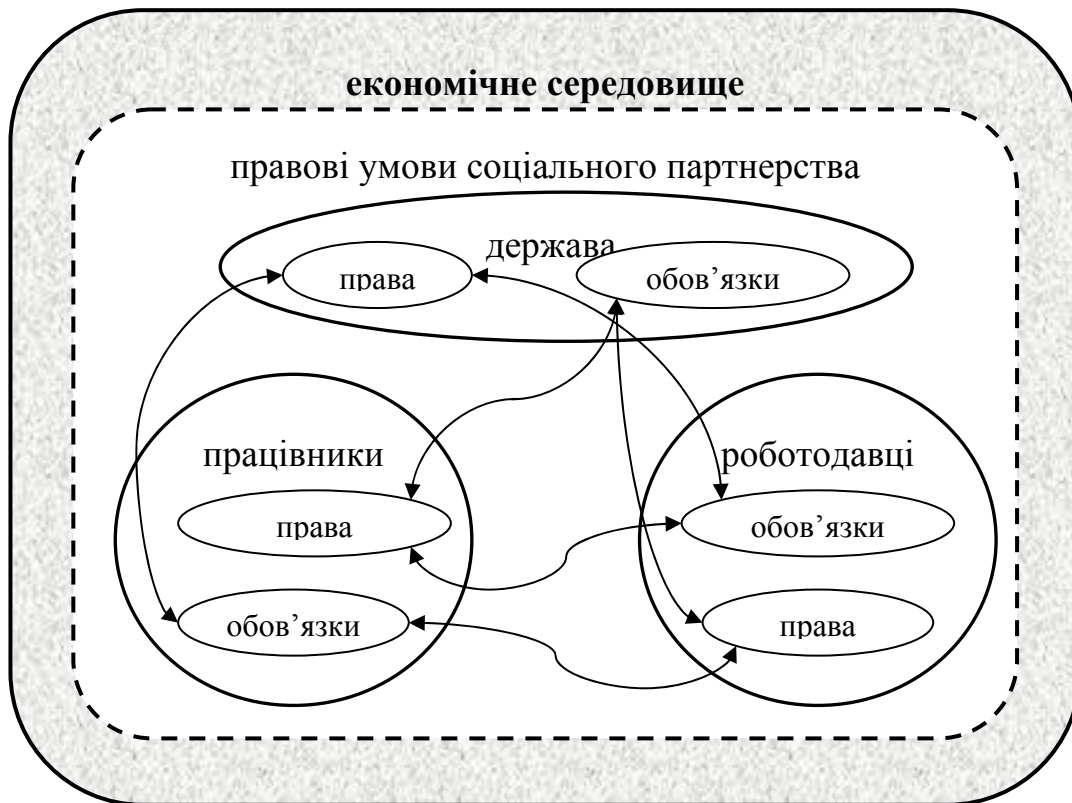 економічне середовище
правові умови соціального партнерства
держава
права
обов’язки
працівники
права
обов’язки
роботодавці
обов’язки
права